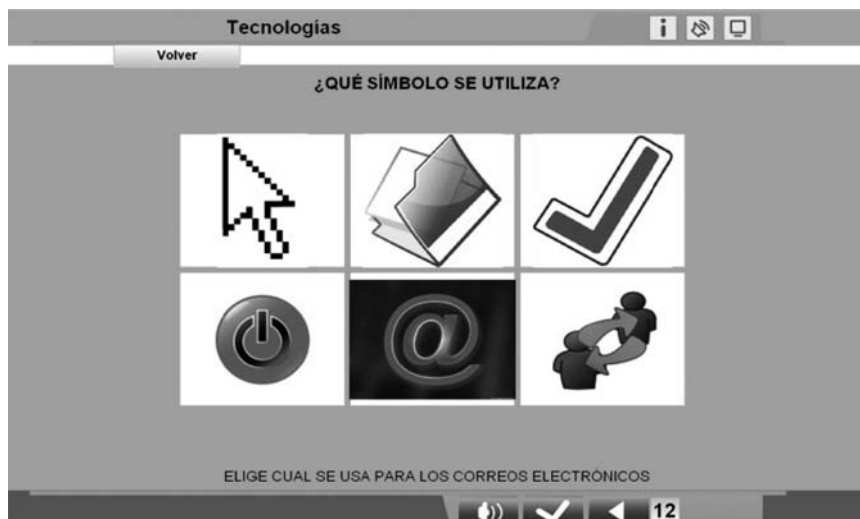 Tecnologías
Volver
¿QUÉ SÍMBOLO SE UTILIZA?
@
ELIGE CUAL SE USA PARA LOS CORREOS ELECTRÓNICOS
12